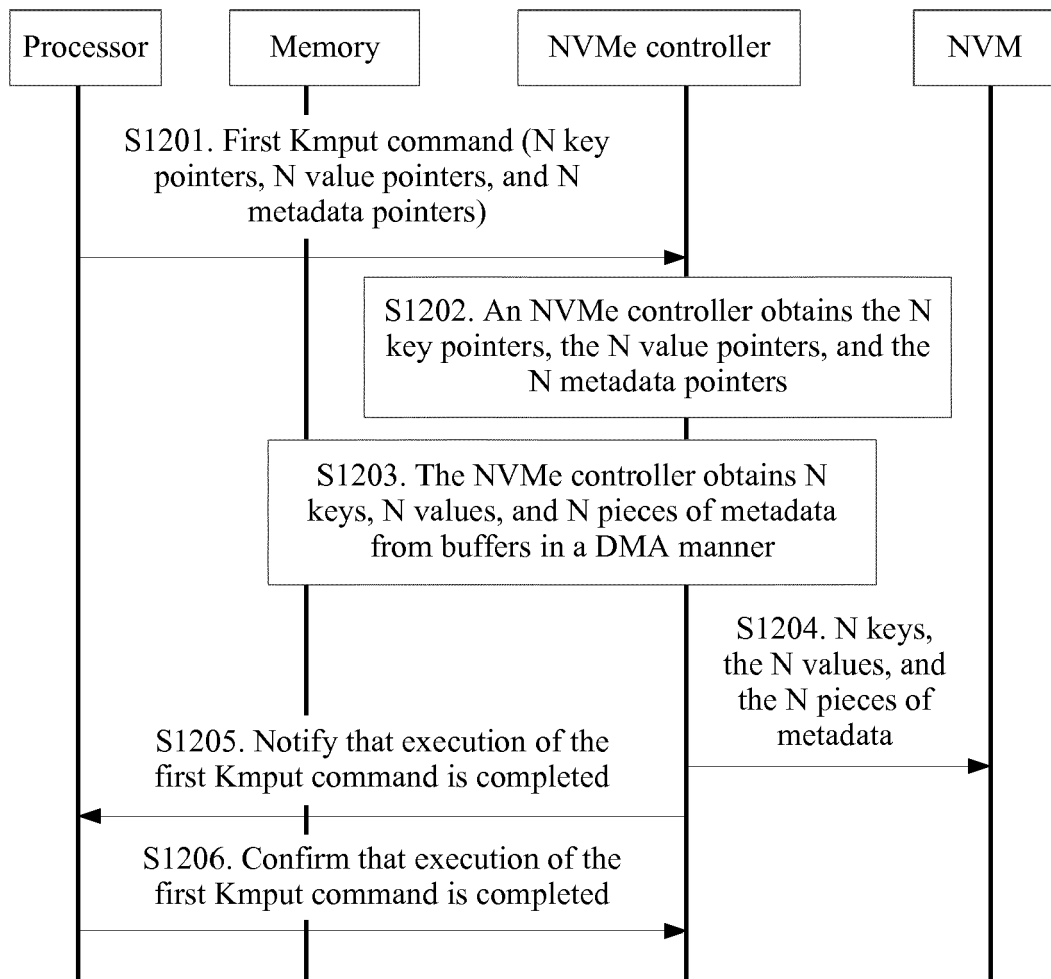 Processor
Memory
NVMe controller
NVM
S1201. First Kmput command (N key
pointers, N value pointers, and N
metadata pointers)
S1202. An NVMe controller obtains the N
key pointers, the N value pointers, and the
N metadata pointers
S1203. The NVMe controller obtains N
keys, N values, and N pieces of metadata
from buffers in a DMA manner
S1204. N keys,
the N values, and
the N pieces of
metadata
S1205. Notify that execution of the
first Kmput command is completed
S1206. Confirm that execution of the
first Kmput command is completed